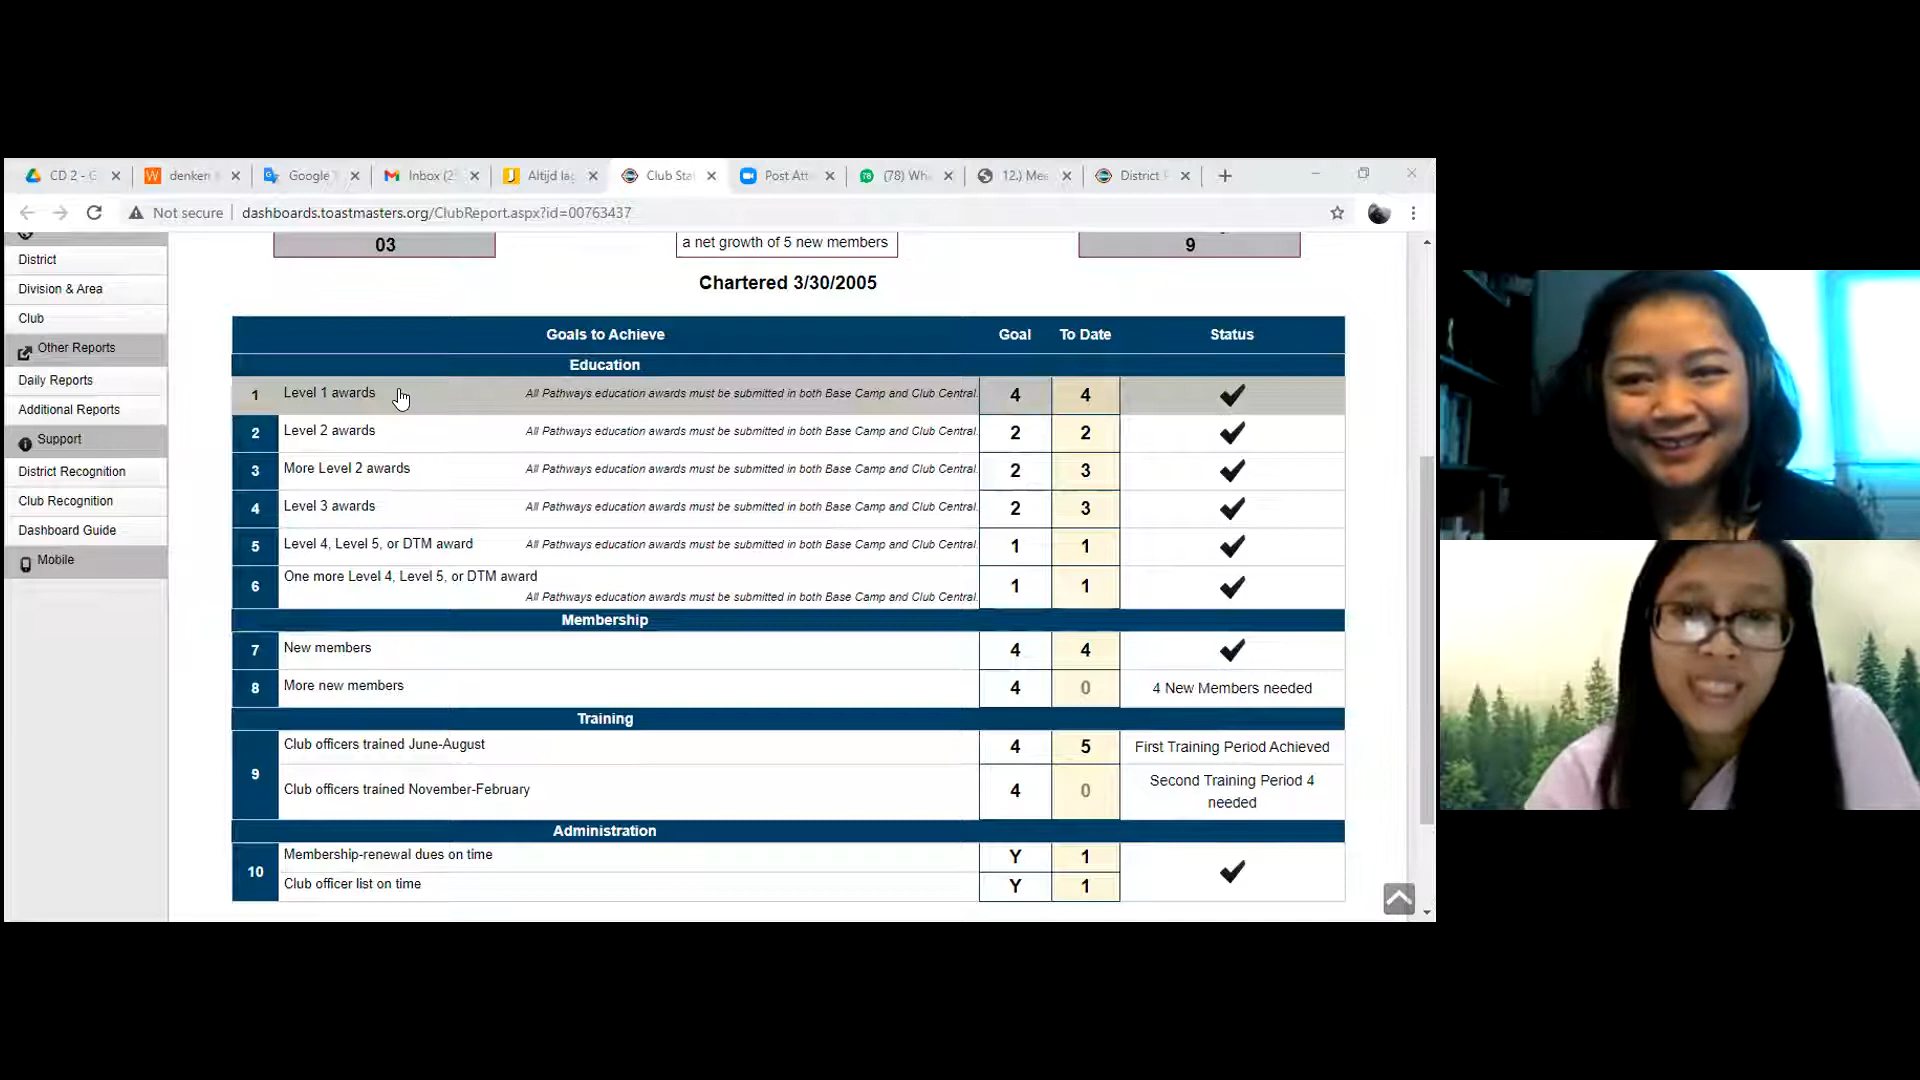 CD 2 - G
denken
Google T
Inbox (2
Altijd lag
Club Stat
Post Atte
(78) Wh
12.) Mee
District P
Not secure
dashboards.toastmasters.org/ClubReport.aspx?id=00763437
District
Division & Area
Club
Other Reports
Daily Reports
Additional Reports
Support
District Recognition
Club Recognition
Dashboard Guide
Mobile
03
a net growth of 5 new members
9
Chartered 3/30/2005
Goals to Achieve Goal To Date Status
Education
1 Level 1 awards All Pathways education awards must be submitted in both Base Camp and Club Central. 4 4
2 Level 2 awards All Pathways education awards must be submitted in both Base Camp and Club Central. 2 2
3 More Level 2 awards All Pathways education awards must be submitted in both Base Camp and Club Central. 2 3
4 Level 3 awards All Pathways education awards must be submitted in both Base Camp and Club Central. 2 3
5 Level 4, Level 5, or DTM award All Pathways education awards must be submitted in both Base Camp and Club Central. 1 1
6 One more Level 4, Level 5, or DTM award 1 1
All Pathways education awards must be submitted in both Base Camp and Club Central.
Membership
7 New members 4 4
8 More new members 4 0 4 New Members needed
Training
9
Club officers trained June-August 4 5 First Training Period Achieved
Club officers trained November-February 4 0 Second Training Period 4
needed
Administration
10
Membership-renewal dues on time Y 1
Club officer list on time Y 1